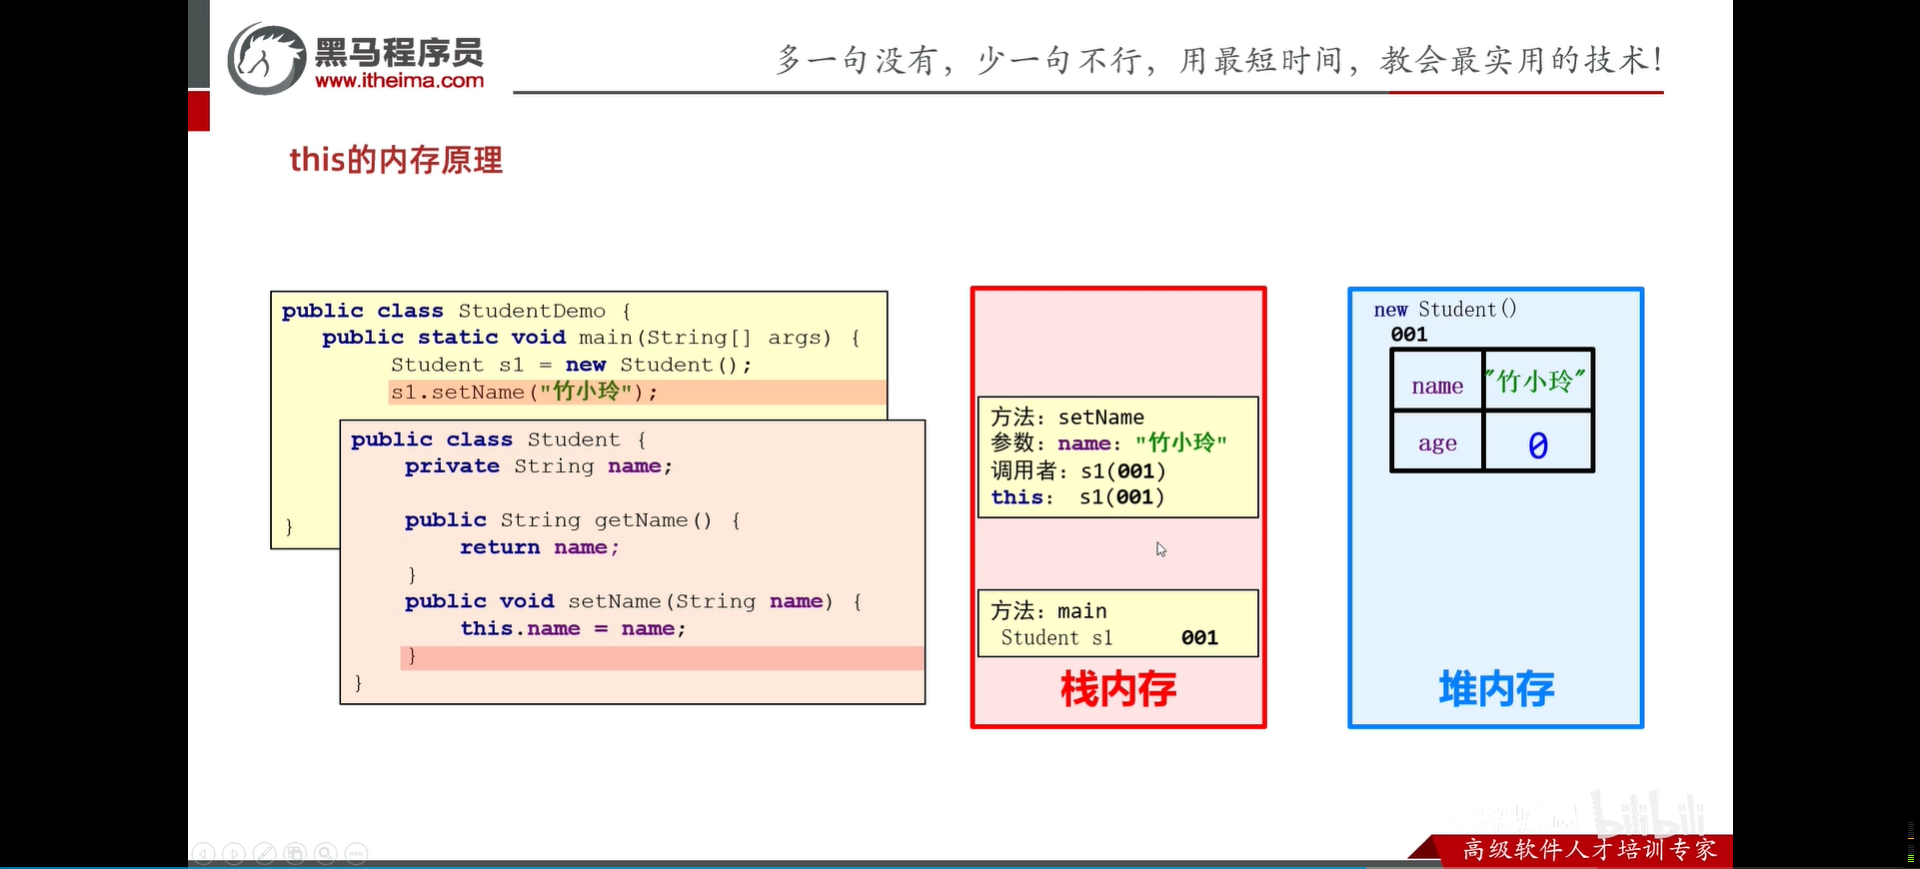 黑马程序员
www.itheima.com
多一句没有，少一句不行，用最短时间，教会最实用的技术！
this的内存原理
public class StudentDemo {
public static void main(String[] args) {
Student s1 = new Student();
s1.setName("竹小玲");
}
public class Student {
private String name;
public String getName() {
return name;
}
public void setName(String name) {
this.name = name;
}
}
方法：setName
参数：name："竹小玲"
调用者：s1(001)
this： s1(001)
方法：main
Student s1 001
栈内存
new Student()
001
name "竹小玲"
age 0
堆内存
bilibili
高级软件人才培训专家